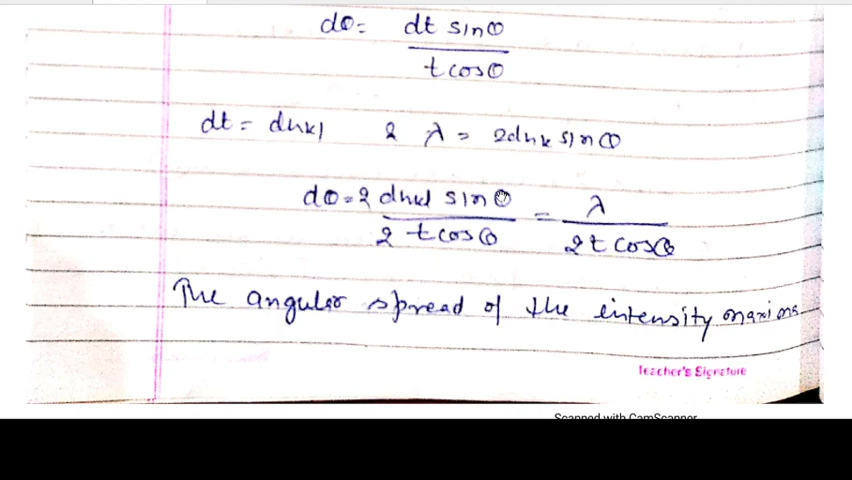 dθ = dt sinθ
t cosθ
dt = dhkl & λ = 2dhkl sinθ
dθ = 2 dhkl sinθ = λ
2 t cosθ 2t cosθ
The angular spread of the intensity maxima
Teacher's Signature
Scanned with CamScanner